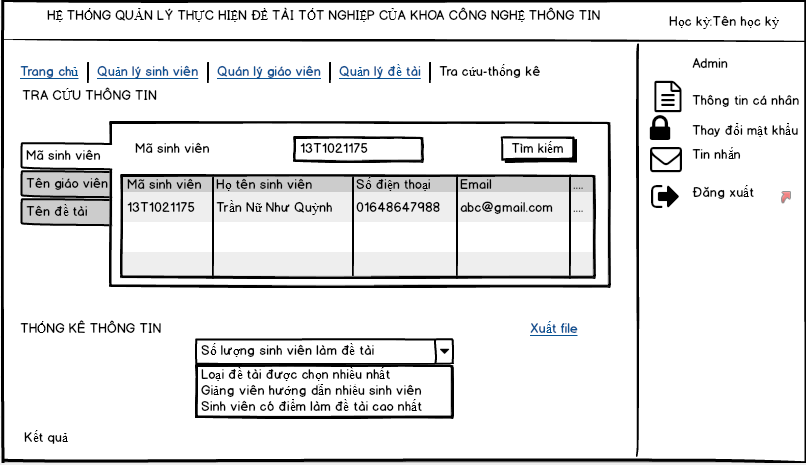 HỆ THỐNG QUẢN LÝ THỰC HIỆN ĐỀ TÀI TỐT NGHIỆP CỦA KHOA CÔNG NGHỆ THÔNG TIN
Học kỳ:Tên học kỳ
Trang chủ Quản lý sinh viên Quản lý giáo viên Quản lý đề tài Tra cứu-thống kê
TRA CỨU THÔNG TIN
Mã sinh viên
Tên giáo viên
Tên đề tài
Mã sinh viên 13T1021175 Tìm kiếm
Mã sinh viên Họ tên sinh viên Số điện thoại Email ....
13T1021175 Trần Nữ Như Quỳnh 01648647988 abc@gmail.com ....
THỐNG KÊ THÔNG TIN
Xuất file
Số lượng sinh viên làm đề tài
Loại đề tài được chọn nhiều nhất
Giảng viên hướng dẫn nhiều sinh viên
Sinh viên có điểm làm đề tài cao nhất
Kết quả
Admin
Thông tin cá nhân
Thay đổi mật khẩu
Tin nhắn
Đăng xuất